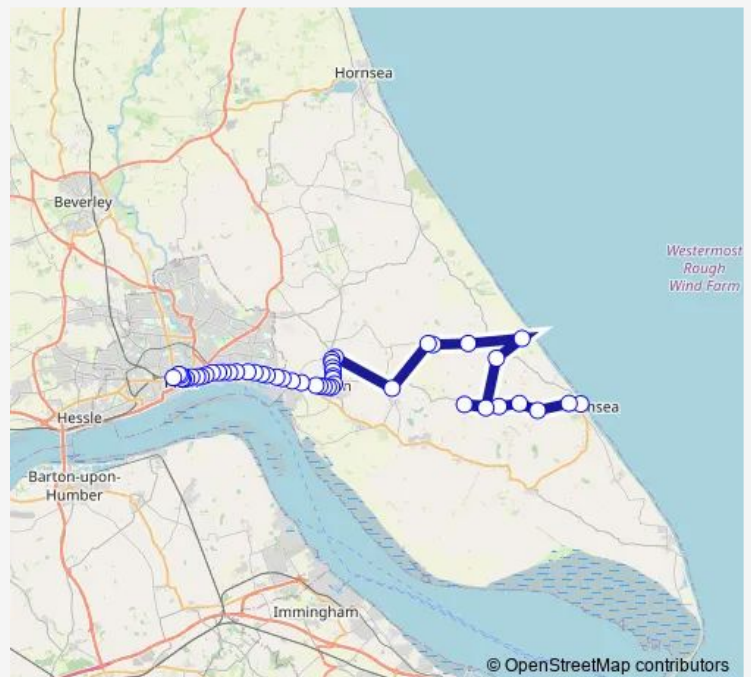 Hornsea
Beverley
Westermost
Rough
Wind Farm
Hessle
nsea
Barton-upon-
Humber
Immingham
© OpenStreetMap contributors